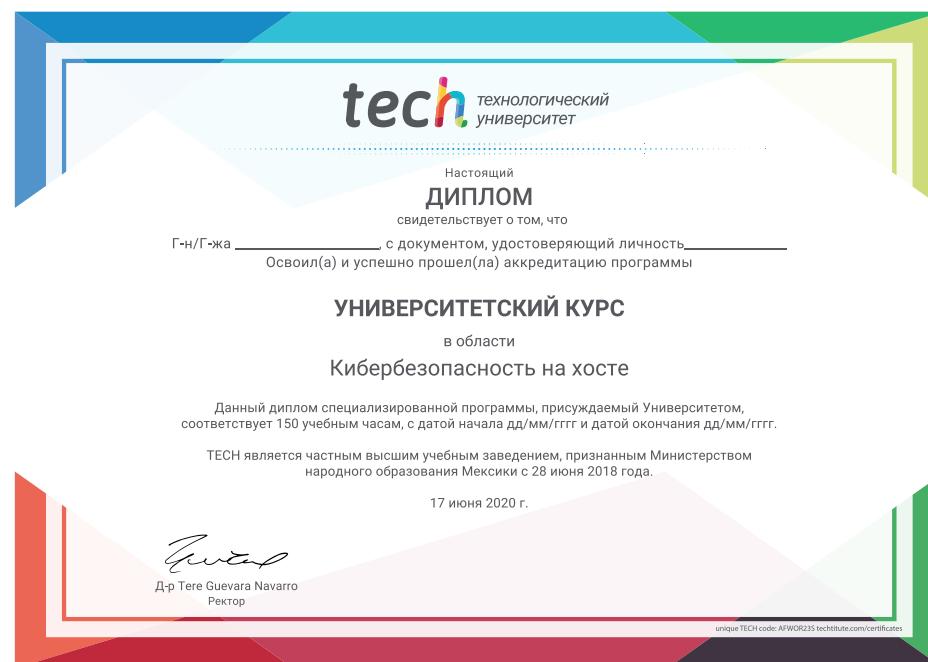 tech технологический
университет
Настоящий
ДИПЛОМ
свидетельствует о том, что
Г-н/Г-жа ____________, с документом, удостоверяющий личность____________
Освоил(а) и успешно прошел(ла) аккредитацию программы
УНИВЕРСИТЕТСКИЙ КУРС
в области
Кибербезопасность на хосте
Данный диплом специализированной программы, присуждаемый Университетом,
соответствует 150 учебным часам, с датой начала дд/мм/гггг и датой окончания дд/мм/гггг.
TECH является частным высшим учебным заведением, признанным Министерством
народного образования Мексики с 28 июня 2018 года.
17 июня 2020 г.
Д-р Tere Guevara Navarro
Ректор
unique TECH code: AFWOR23S techtitute.com/certificates